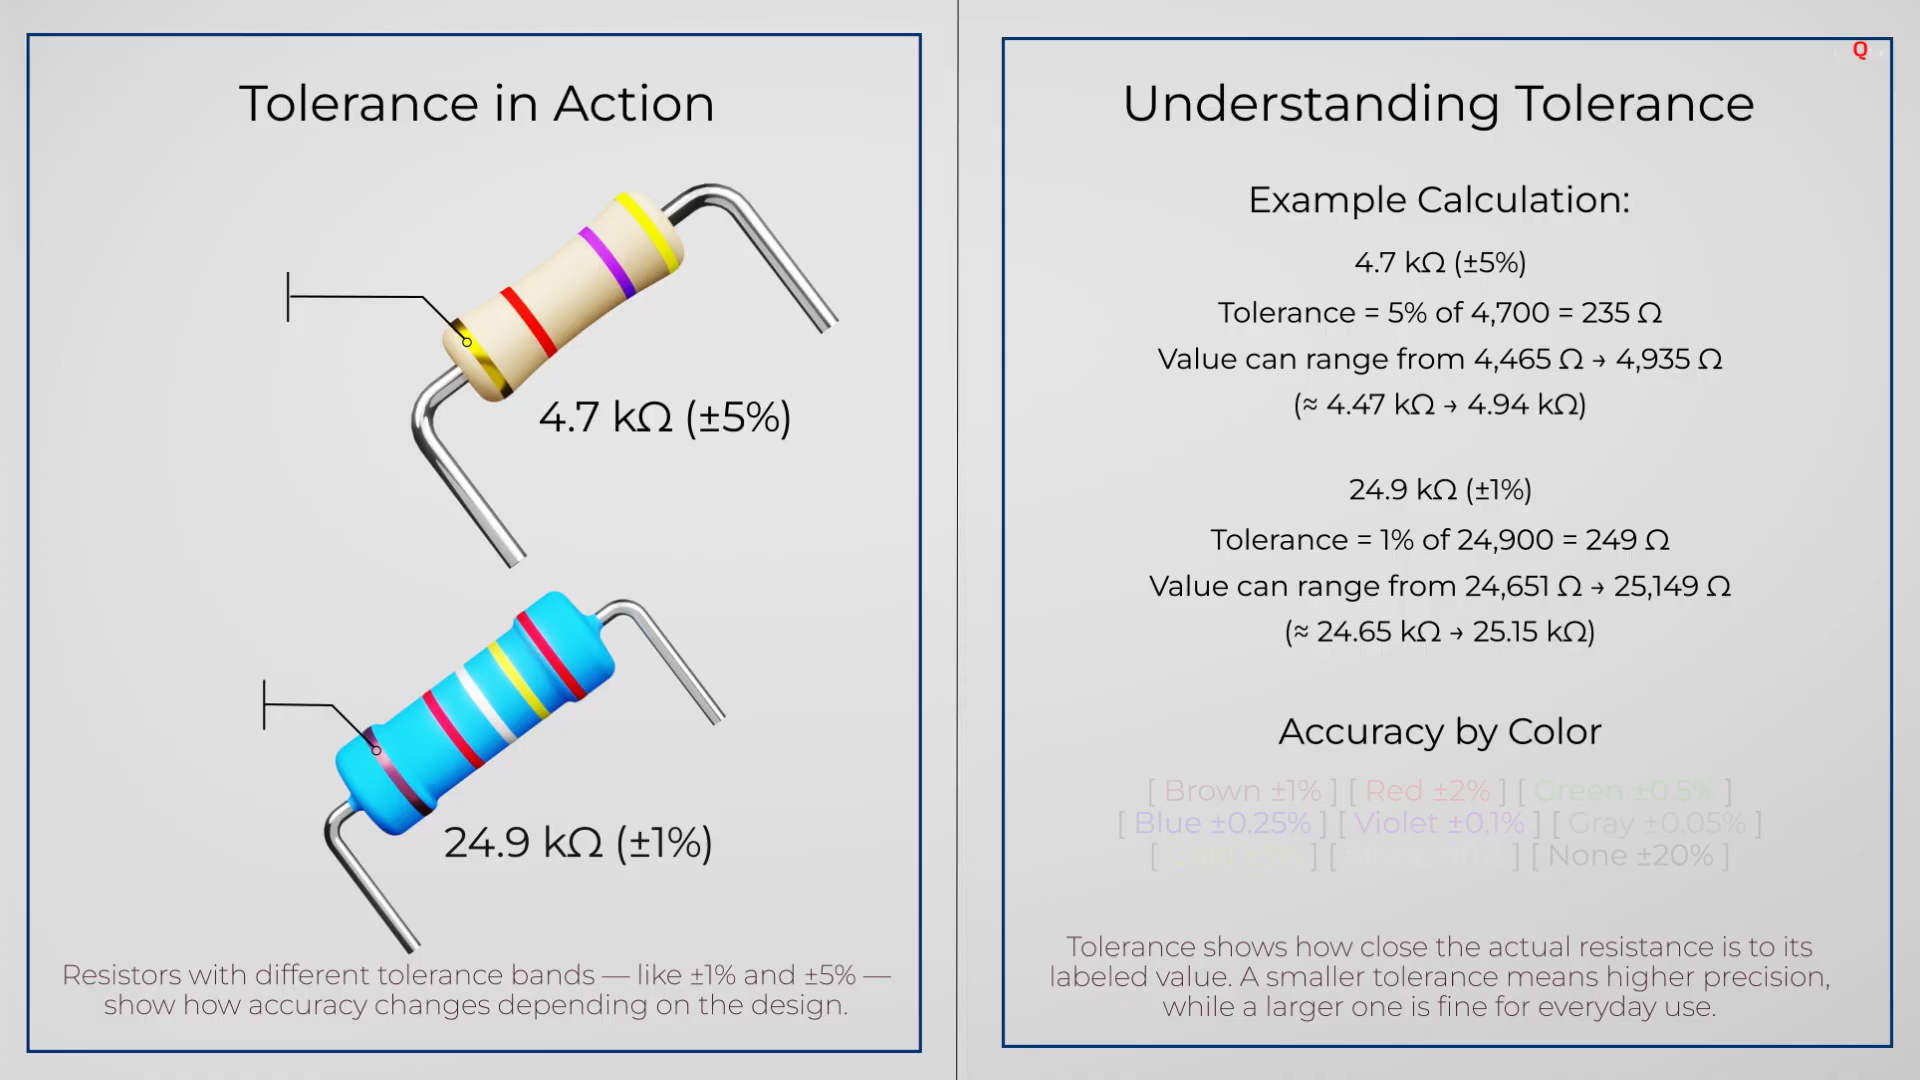 Tolerance in Action
4.7 kΩ (±5%)
24.9 kΩ (±1%)
Resistors with different tolerance bands — like ±1% and ±5% —
show how accuracy changes depending on the design.
Q
Understanding Tolerance
Example Calculation:
4.7 kΩ (±5%)
Tolerance = 5% of 4,700 = 235 Ω
Value can range from 4,465 Ω → 4,935 Ω
(≈ 4.47 kΩ → 4.94 kΩ)
24.9 kΩ (±1%)
Tolerance = 1% of 24,900 = 249 Ω
Value can range from 24,651 Ω → 25,149 Ω
(≈ 24.65 kΩ → 25.15 kΩ)
Accuracy by Color
[ Brown ±1% ] [ Red ±2% ] [ Green ±0.5% ]
[ Blue ±0.25% ] [ Violet ±0.1% ] [ Gray ±0.05% ]
[ ] [ ] [ None ±20% ]
Tolerance shows how close the actual resistance is to its
labeled value. A smaller tolerance means higher precision,
while a larger one is fine for everyday use.